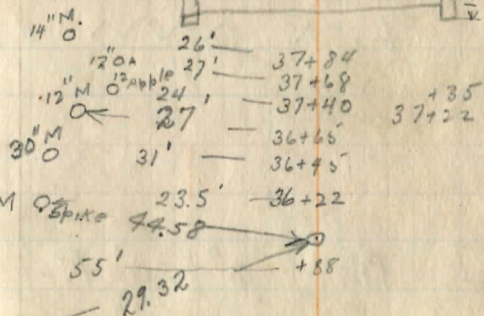 14" M
26'
37+84
12" O A
27'
12" Apple
37+68
12" M
24
37+40
+35
27'
37+22
36+65
30" M
31'
36+45
M
23.5'
36+22
Spike
44.58
55'
+88
29.32